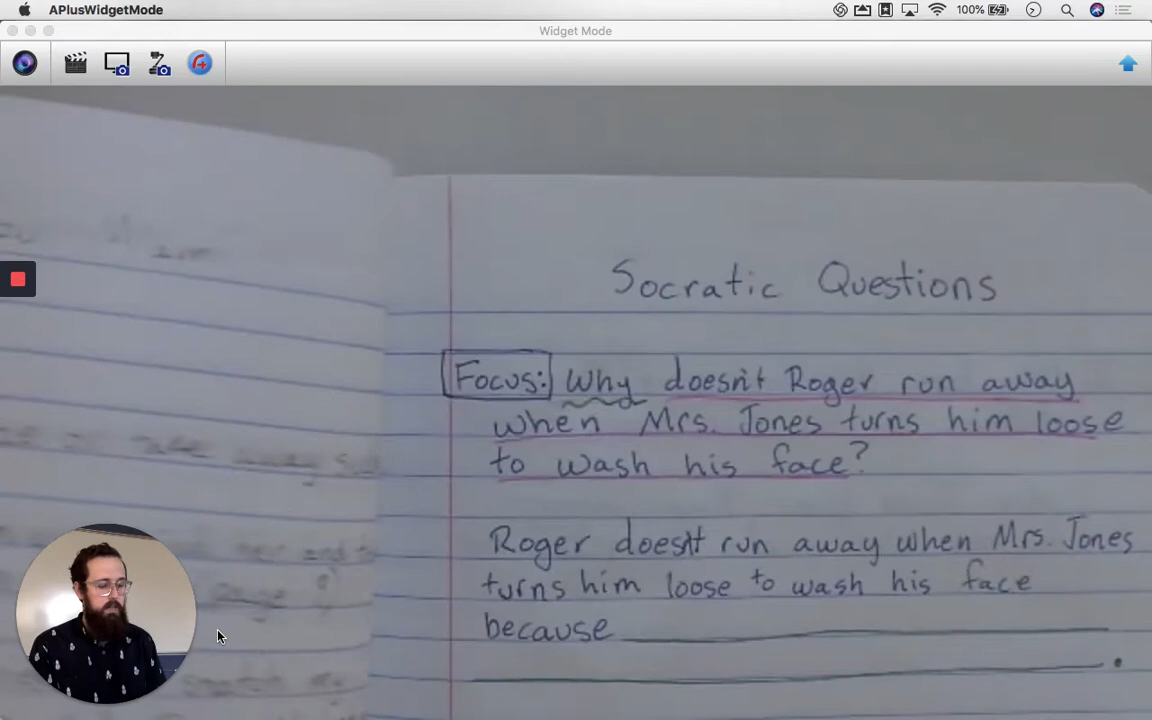 APlusWidgetMode
100%
Widget Mode
Socratic Questions
Focus: Why doesn't Roger run away
when Mrs. Jones turns him loose
to wash his face?
Roger doesn't run away when Mrs. Jones
turns him loose to wash his face
because
.